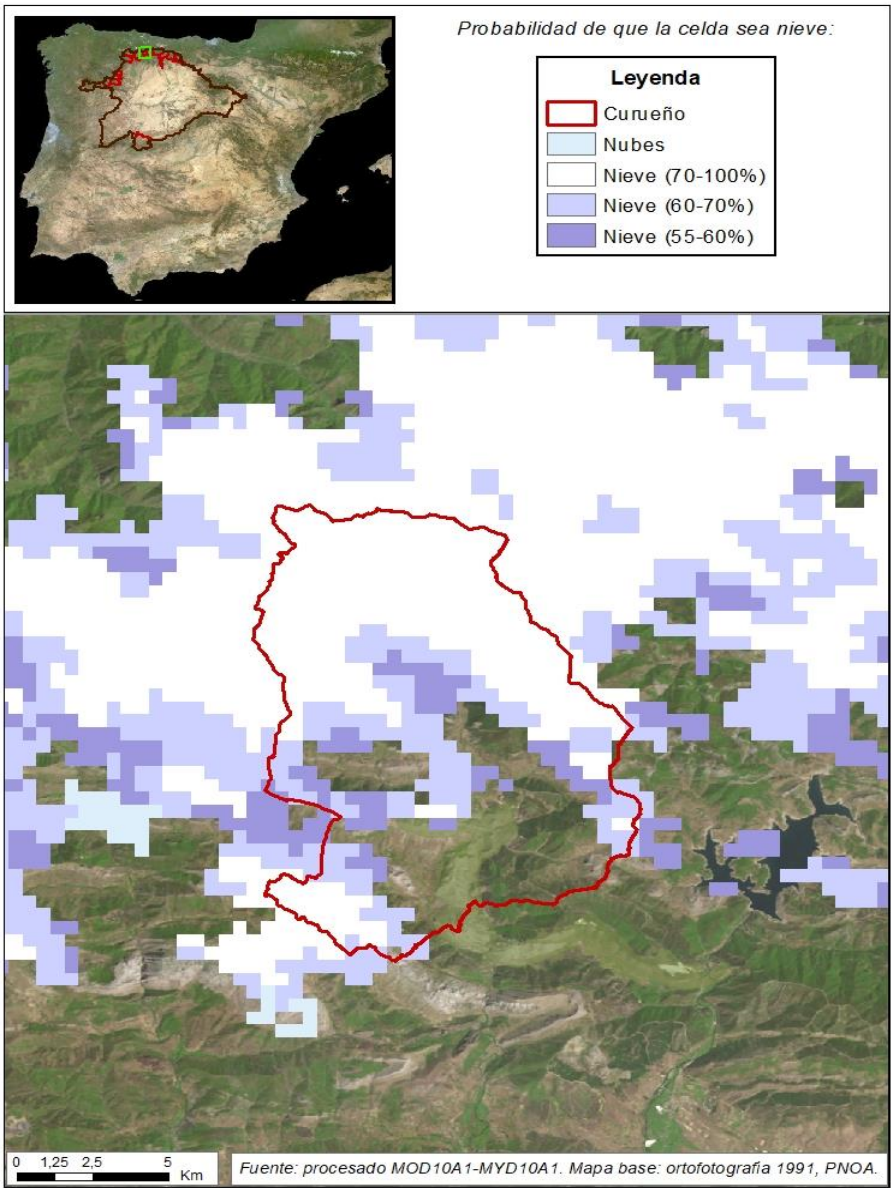 Probabilidad de que la celda sea nieve:
Leyenda
Curueño
Nubes
Nieve (70-100%)
Nieve (60-70%)
Nieve (55-60%)
0 1,25 2,5 5
Km
Fuente: procesado MOD10A1-MYD10A1. Mapa base: ortofotografia 1991, PNOA.